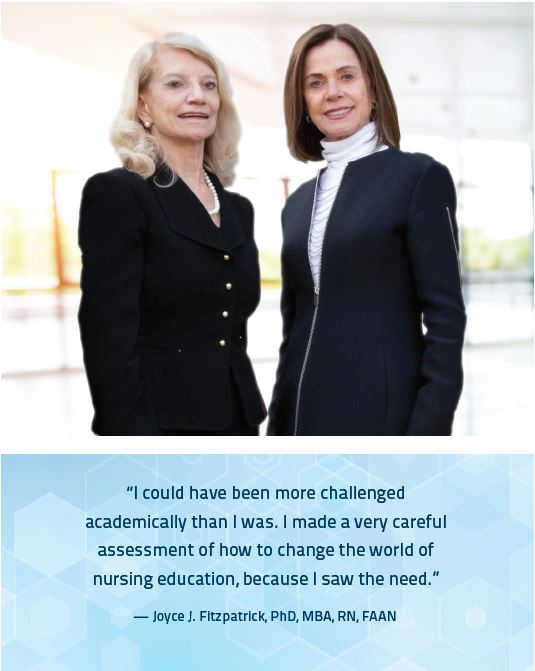 “I could have been more challenged
academically than I was. I made a very careful
assessment of how to change the world of
nursing education, because I saw the need.”
— Joyce J. Fitzpatrick, PhD, MBA, RN, FAAN